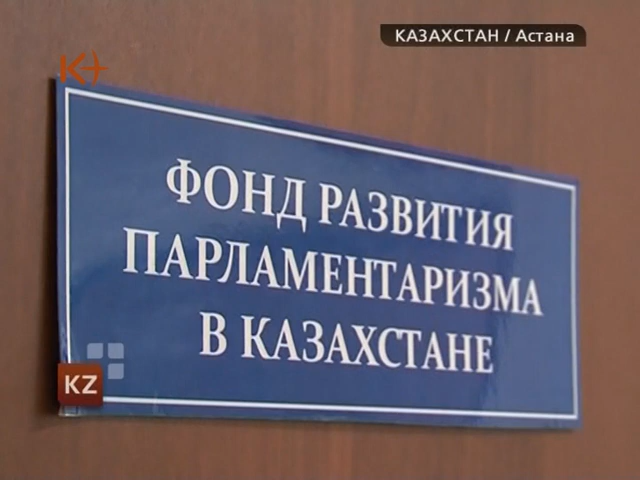 КАЗАХСТАН / Астана
K+
ФОНД РАЗВИТИЯ
ПАРЛАМЕНТАРИЗМА
В КАЗАХСТАНЕ
KZ